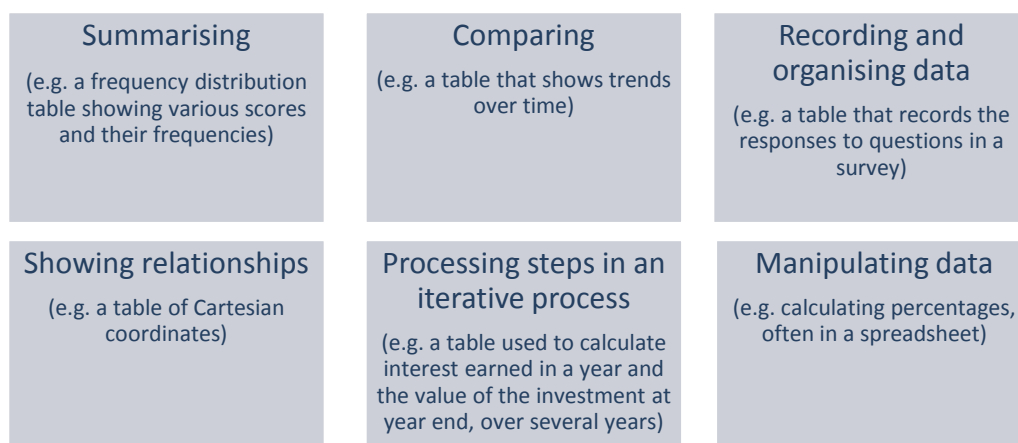 Summarising
(e.g. a frequency distribution
table showing various scores
and their frequencies)
Comparing
(e.g. a table that shows trends
over time)
Recording and
organising data
(e.g. a table that records the
responses to questions in a
survey)
Showing relationships
(e.g. a table of Cartesian
coordinates)
Processing steps in an
iterative process
(e.g. a table used to calculate
interest earned in a year and
the value of the investment at
year end, over several years)
Manipulating data
(e.g. calculating percentages,
often in a spreadsheet)